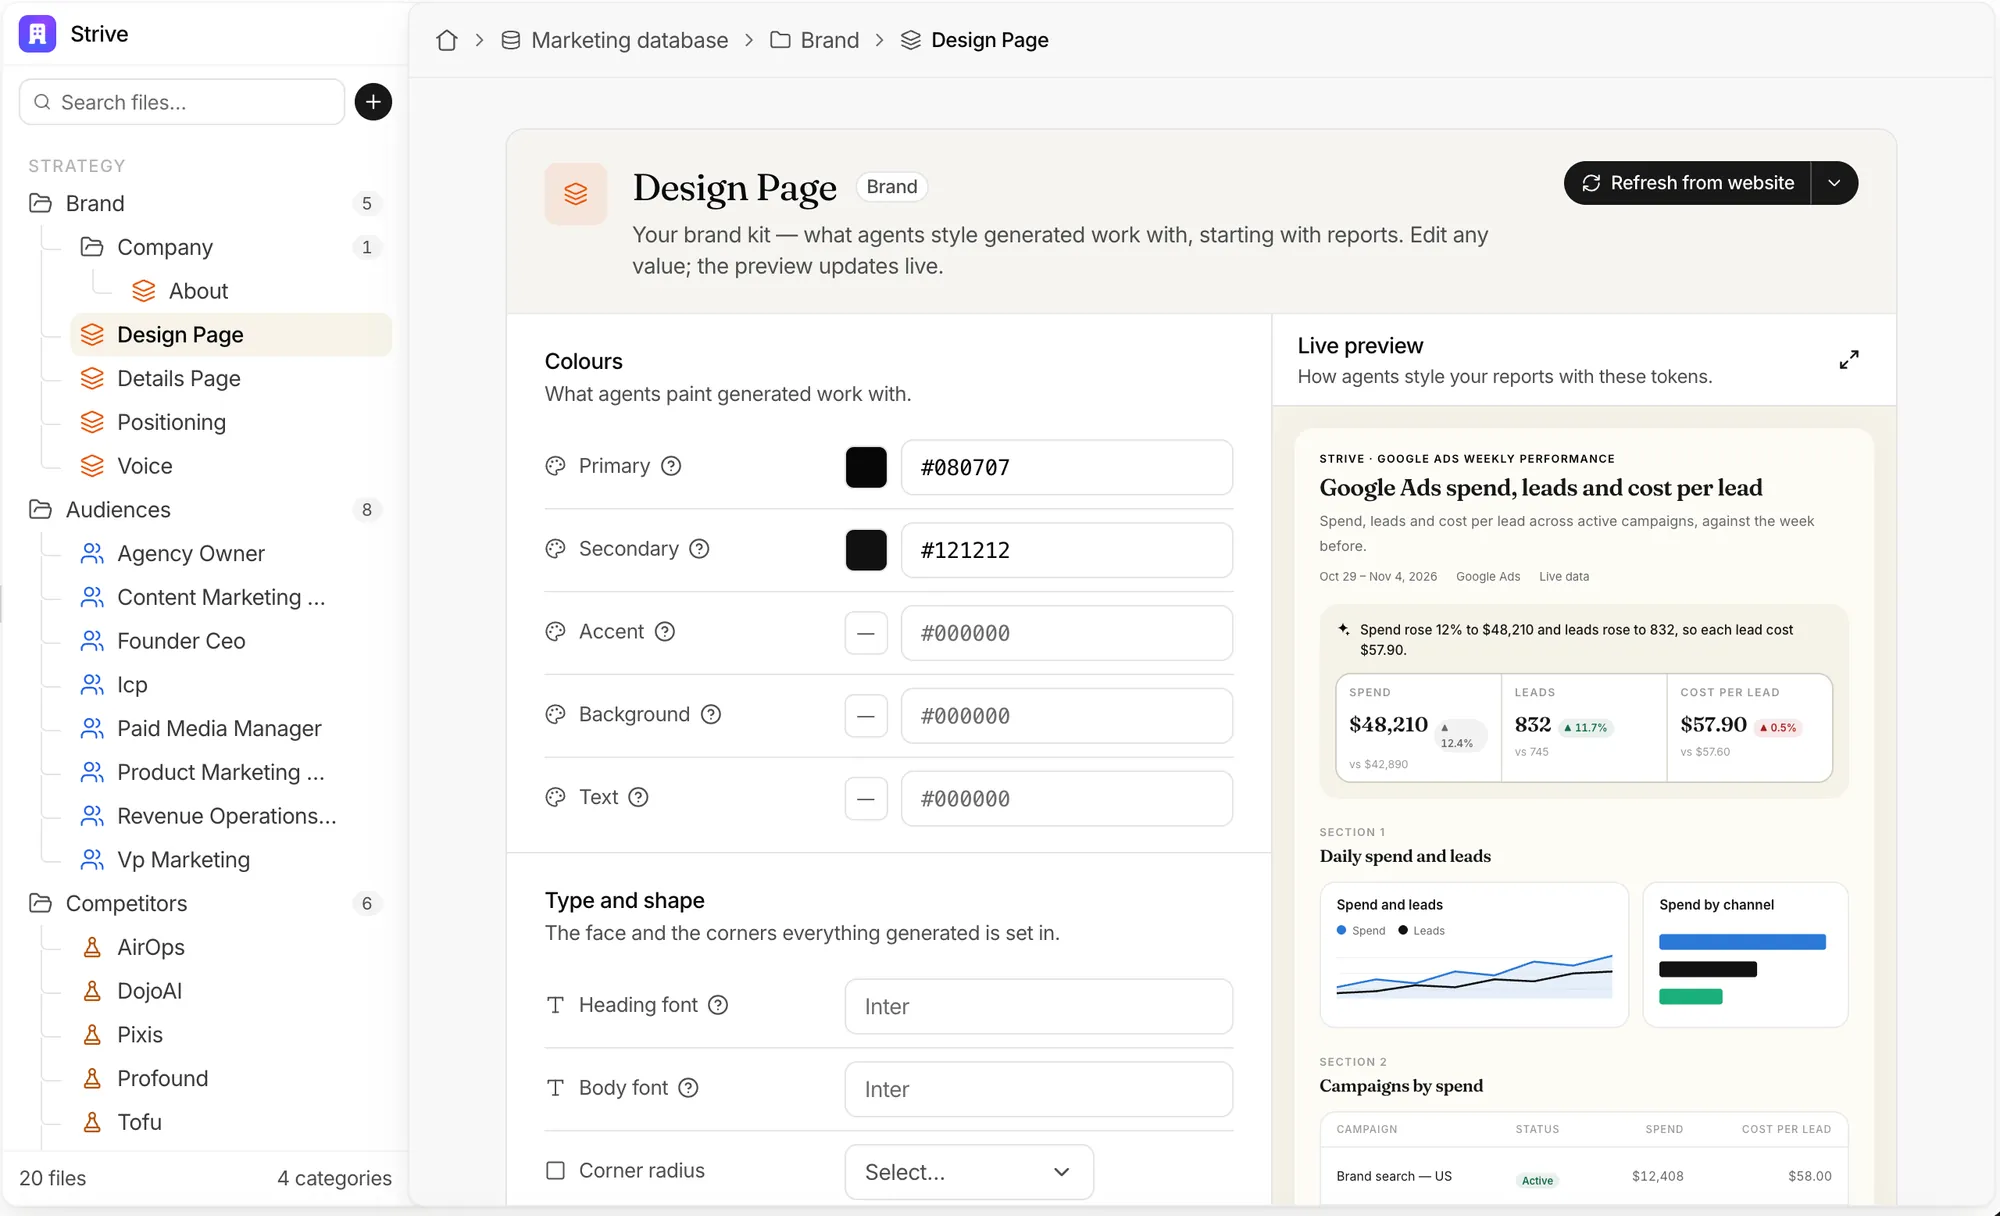 Strive
Search files...
STRATEGY
Brand 5
Company 1
About
Design Page
Details Page
Positioning
Voice
Audiences 8
Agency Owner
Content Marketing ...
Founder Ceo
Icp
Paid Media Manager
Product Marketing ...
Revenue Operations...
Vp Marketing
Competitors 6
AirOps
DojoAI
Pixis
Profound
Tofu
20 files 4 categories
Marketing database > Brand > Design Page
Design Page Brand
Your brand kit — what agents style generated work with, starting with reports. Edit any
value; the preview updates live.
Refresh from website
Colours
What agents paint generated work with.
Primary #080707
Secondary #121212
Accent — #000000
Background — #000000
Text — #000000
Type and shape
The face and the corners everything generated is set in.
Heading font Inter
Body font Inter
Corner radius Select...
Live preview
How agents style your reports with these tokens.
STRIVE · GOOGLE ADS WEEKLY PERFORMANCE
Google Ads spend, leads and cost per lead
Spend, leads and cost per lead across active campaigns, against the week
before.
Oct 29 – Nov 4, 2026 Google Ads Live data
Spend rose 12% to $48,210 and leads rose to 832, so each lead cost
$57.90.
SPEND
$48,210 ▲ 12.4%
vs $42,890
LEADS
832 ▲ 11.7%
vs 745
COST PER LEAD
$57.90 ▲ 0.5%
vs $57.60
SECTION 1
Daily spend and leads
Spend and leads
Spend Leads
Spend by channel
SECTION 2
Campaigns by spend
CAMPAIGN STATUS SPEND COST PER LEAD
Brand search — US Active $12,408 $58.00